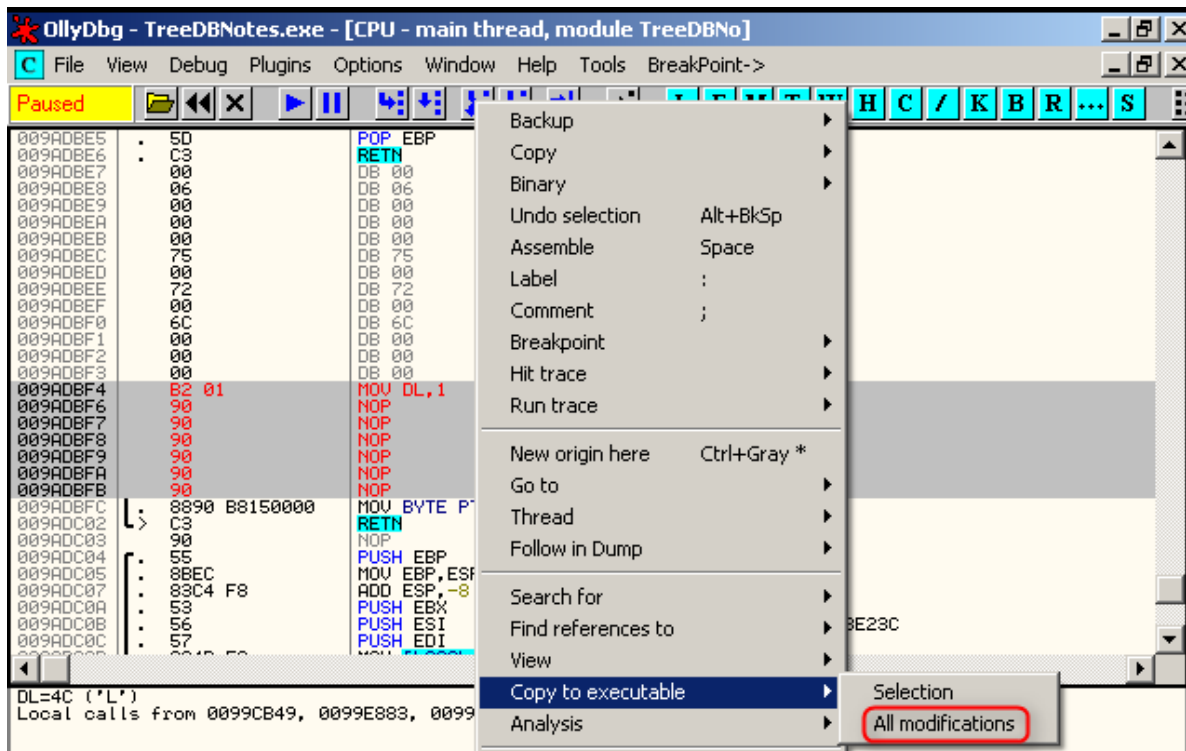 OllyDbg - TreeDBNotes.exe - [CPU - main thread, module TreeDBNo]
C File View Debug Plugins Options Window Help Tools BreakPoint->
Paused H C / K B R ... S
009ADBE5 . 5D POP EBP
009ADBE6 . C3 RETN
009ADBE7 00 DB 00
009ADBE8 06 DB 06
009ADBE9 00 DB 00
009ADBEA 00 DB 00
009ADBEB 00 DB 00
009ADBEC 75 DB 75
009ADBED 00 DB 00
009ADBEE 72 DB 72
009ADBEF 00 DB 00
009ADBF0 6C DB 6C
009ADBF1 00 DB 00
009ADBF2 00 DB 00
009ADBF3 00 DB 00
009ADBF4 B2 01 MOV DL,1
009ADBF6 90 NOP
009ADBF7 90 NOP
009ADBF8 90 NOP
009ADBF9 90 NOP
009ADBFA 90 NOP
009ADBFB 90 NOP
009ADBFC . 8890 B8150000 MOV BYTE
009ADC02 > C3 RETN
009ADC03 90 NOP
009ADC04 . 55 PUSH EBP
009ADC05 . 8BEC MOV EBP,ESP
009ADC07 . 83C4 F8 ADD ESP,-8
009ADC0A . 53 PUSH EBX
009ADC0B . 56 PUSH ESI
009ADC0C . 57 PUSH EDI
DL=4C ('L')
Local calls from 0099CB49, 0099E883, 0099
Backup
Copy
Binary
Undo selection Alt+BkSp
Assemble Space
Label :
Comment ;
Breakpoint
Hit trace
Run trace
New origin here Ctrl+Gray *
Go to
Thread
Follow in Dump
Search for
Find references to
View
Copy to executable
Analysis
Selection
All modifications
BE23C